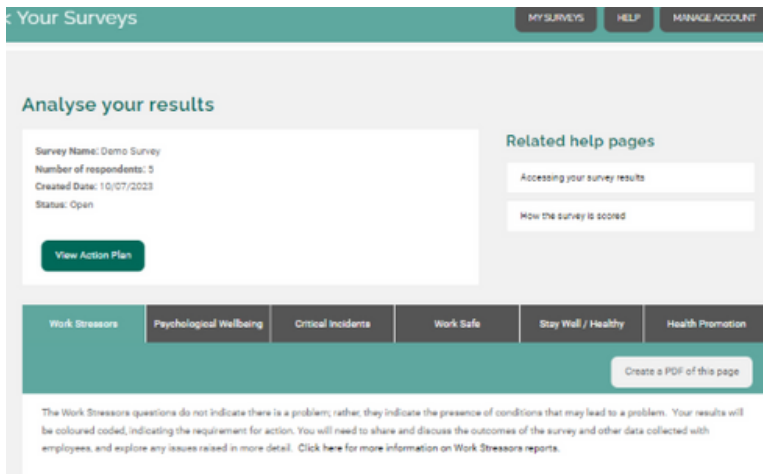 Your Surveys
MY SURVEYS HELP MANAGE ACCOUNT
Analyse your results
Survey Name: Demo Survey
Number of respondents: 5
Created Date: 10/07/2023
Status: Open
View Action Plan
Related help pages
Accessing your survey results
How the survey is scored
Work Stressors Psychological Wellbeing Critical Incidents Work Safe Stay Well / Healthy Health Promotion
Create a PDF of this page
The Work Stressors questions do not indicate there is a problem; rather, they indicate the presence of conditions that may lead to a problem. Your results will
be coloured coded, indicating the requirement for action. You will need to share and discuss the outcomes of the survey and other data collected with
employees, and explore any issues raised in more detail. Click here for more information on Work Stressors reports.